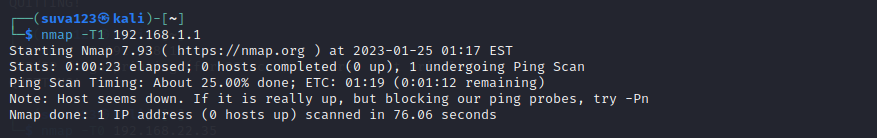 ┌──(suva123㉿kali)-[~]
└─$ nmap -T1 192.168.1.1
Starting Nmap 7.93 ( https://nmap.org ) at 2023-01-25 01:17 EST
Stats: 0:00:23 elapsed; 0 hosts completed (0 up), 1 undergoing Ping Scan
Ping Scan Timing: About 25.00% done; ETC: 01:19 (0:01:12 remaining)
Note: Host seems down. If it is really up, but blocking our ping probes, try -Pn
Nmap done: 1 IP address (0 hosts up) scanned in 76.06 seconds